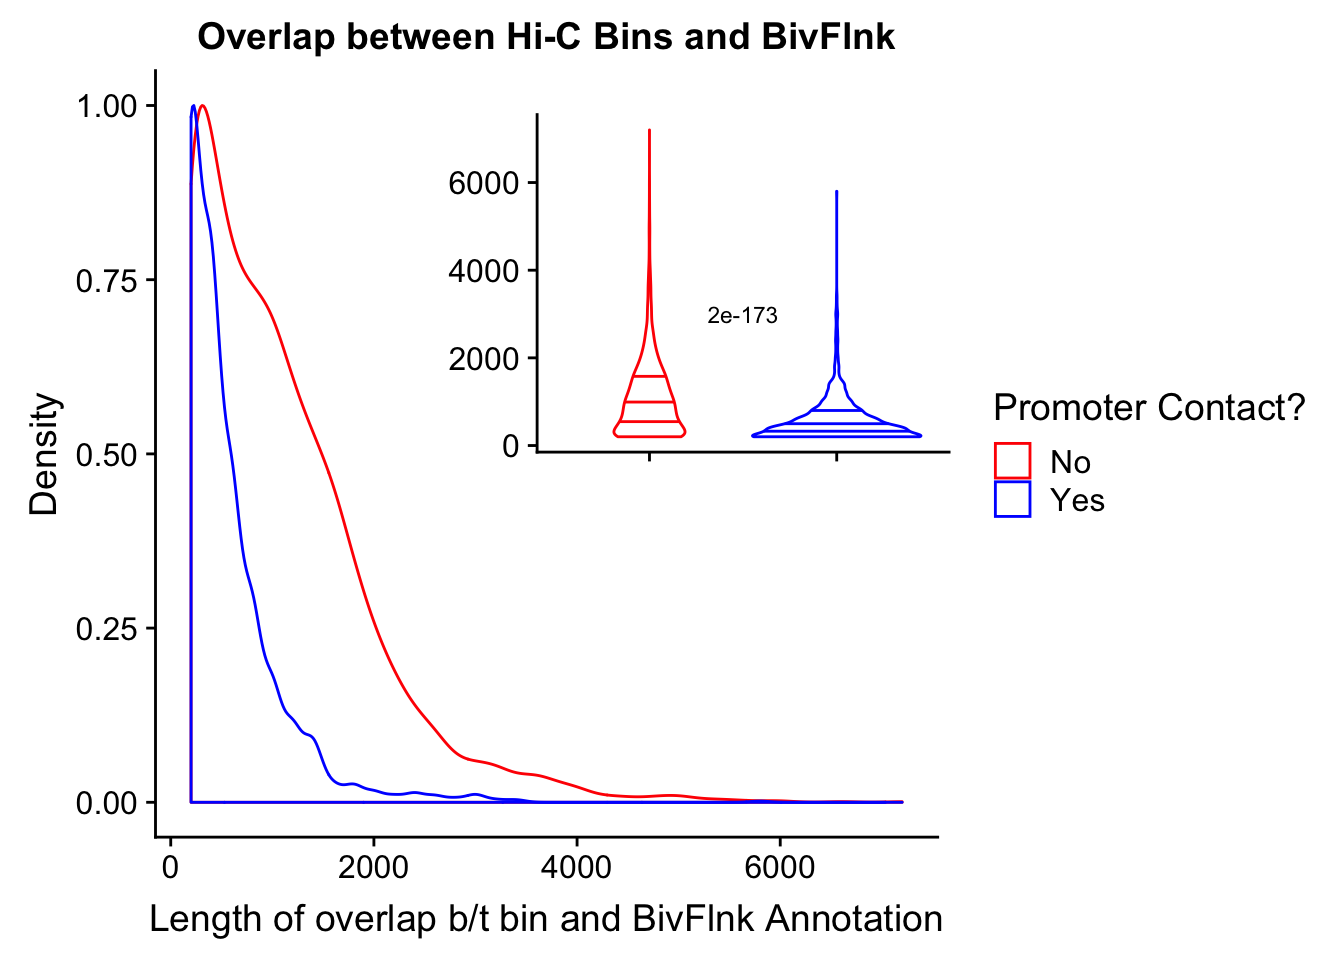 Overlap between Hi-C Bins and BivFlnk
1.00
0.75
0.50
0.25
0.00
Density
6000
4000
2000
0
2e-173
Promoter Contact?
No
Yes
0 2000 4000 6000
Length of overlap b/t bin and BivFlnk Annotation